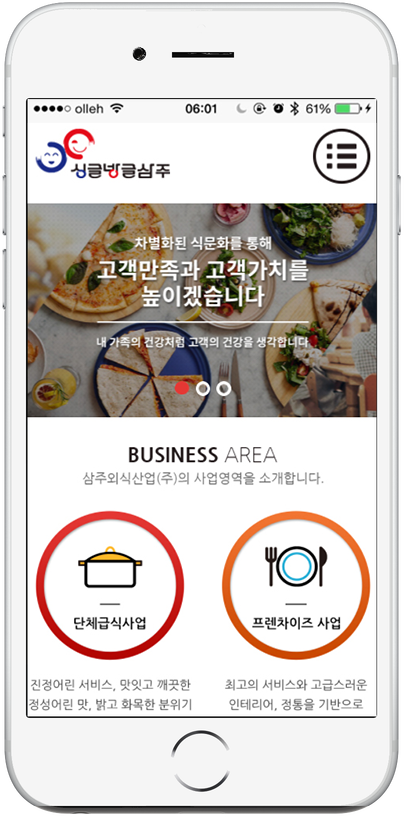 olleh 06:01 61%
싱글벙글삼주
차별화된 식문화를 통해
고객만족과 고객가치를
높이겠습니다
내 가족의 건강처럼 고객의 건강을 생각합니다
BUSINESS AREA
삼주외식산업(주)의 사업영역을 소개합니다.
단체급식사업
프렌차이즈 사업
진정어린 서비스, 맛있고 깨끗한
정성어린 맛, 밝고 화목한 분위기
최고의 서비스와 고급스러운
인테리어, 정통을 기반으로